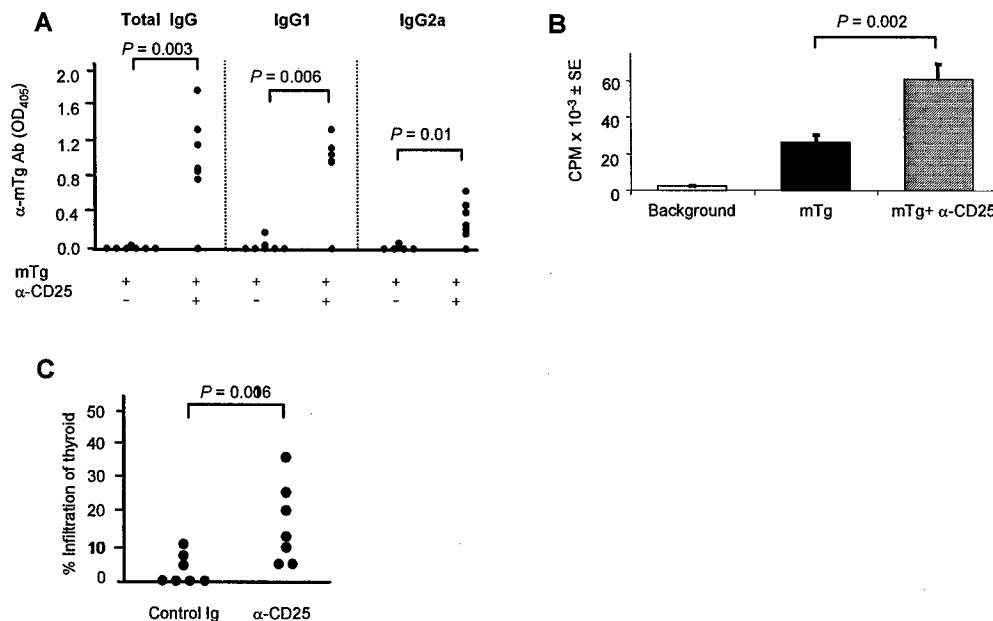 A
Total IgG
IgG1
IgG2a
P = 0.003
P = 0.006
P = 0.01
α-mTg Ab (OD405)
2.0
1.6
1.2
0.8
0.4
0.0
mTg + + + + + +
α-CD25 - + - + - +
B
P = 0.002
CPM x 10-3 ± SE
60
40
20
0
Background
mTg
mTg+ α-CD25
C
P = 0.016
% Infiltration of thyroid
50
40
30
20
10
0
Control Ig
α-CD25